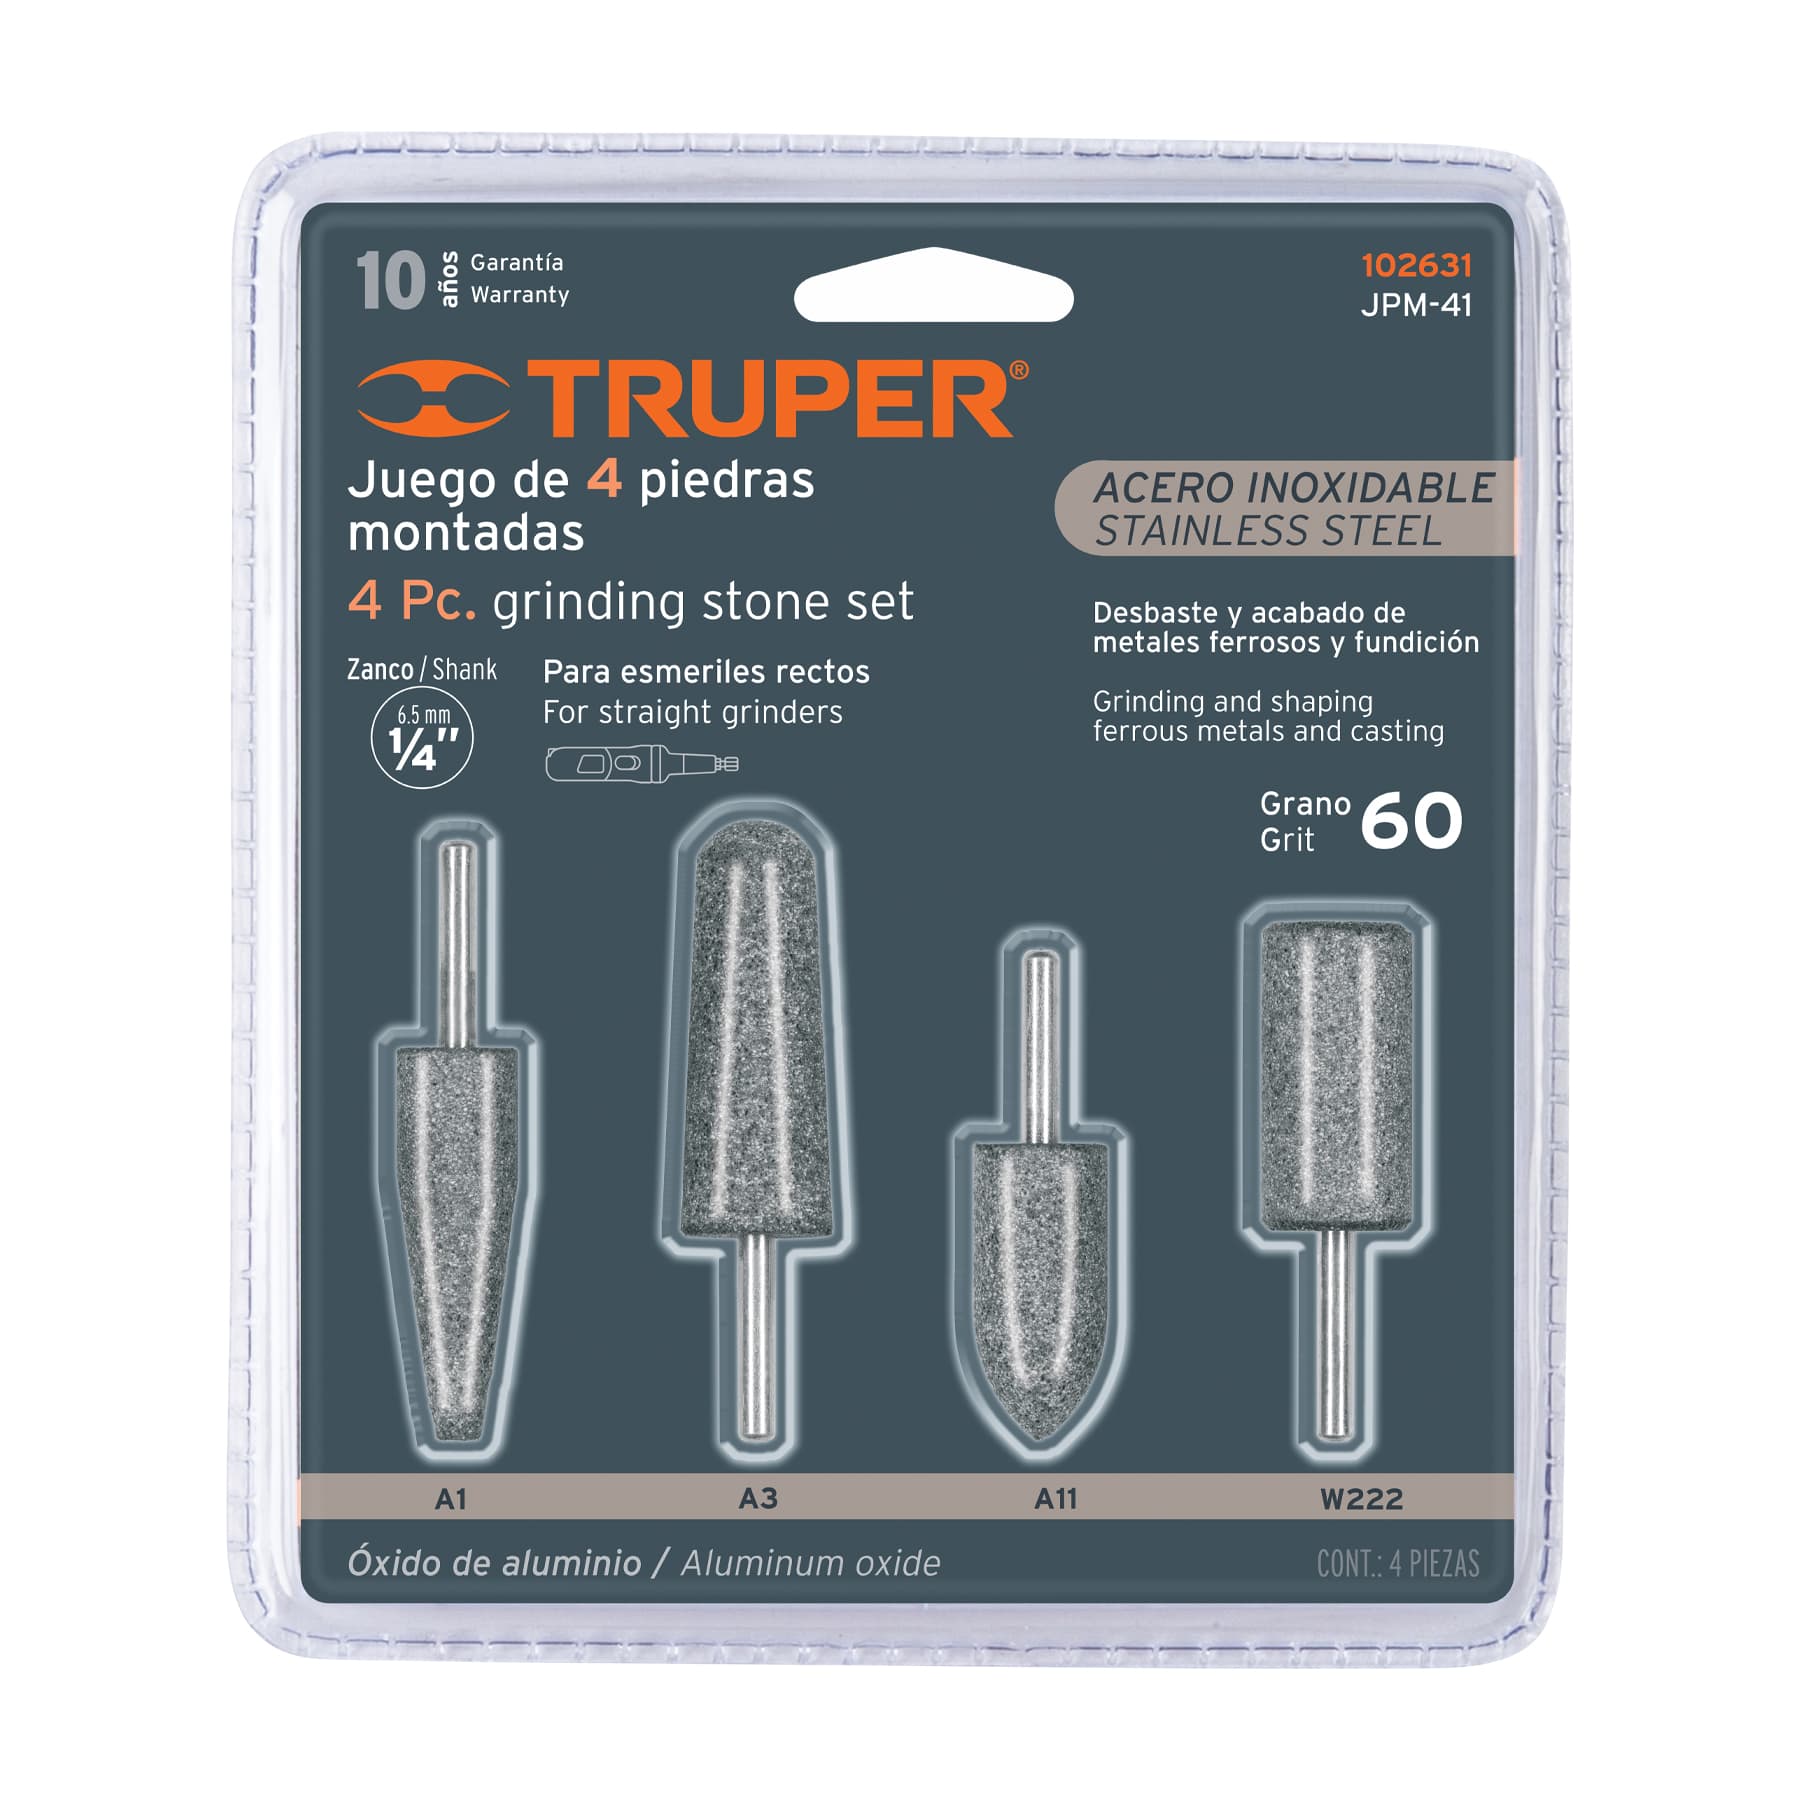 10 años Garantía
Warranty
102631
JPM-41
TRUPER®
Juego de 4 piedras
montadas
4 Pc. grinding stone set
ACERO INOXIDABLE
STAINLESS STEEL
Zanco / Shank
6.5 mm
1/4"
Para esmeriles rectos
For straight grinders
Desbaste y acabado de
metales ferrosos y fundición
Grinding and shaping
ferrous metals and casting
Grano
Grit
60
A1
A3
A11
W222
Óxido de aluminio / Aluminum oxide
CONT.: 4 PIEZAS